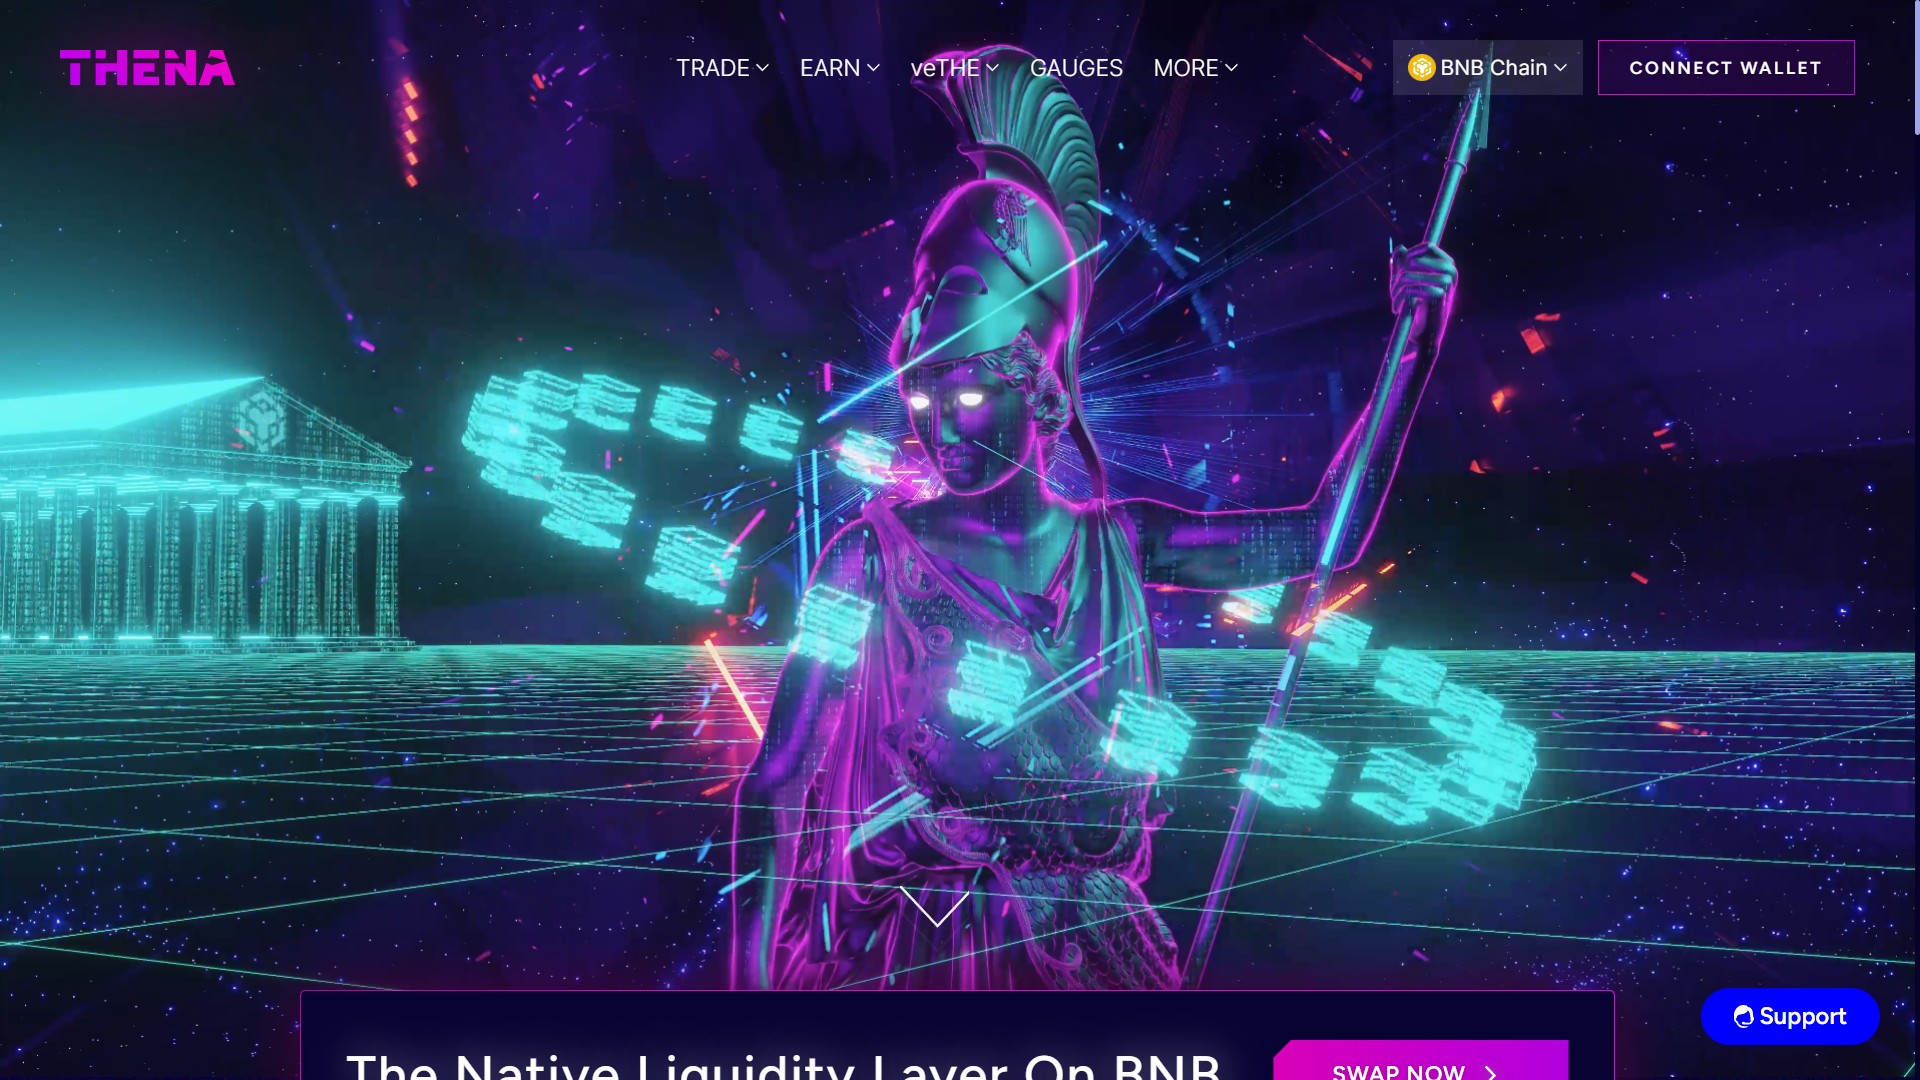 THENA
TRADE
EARN
veTHE
GAUGES
MORE
BNB Chain
CONNECT WALLET
The Native Liquidity Layer On BNB
SWAP NOW
Support